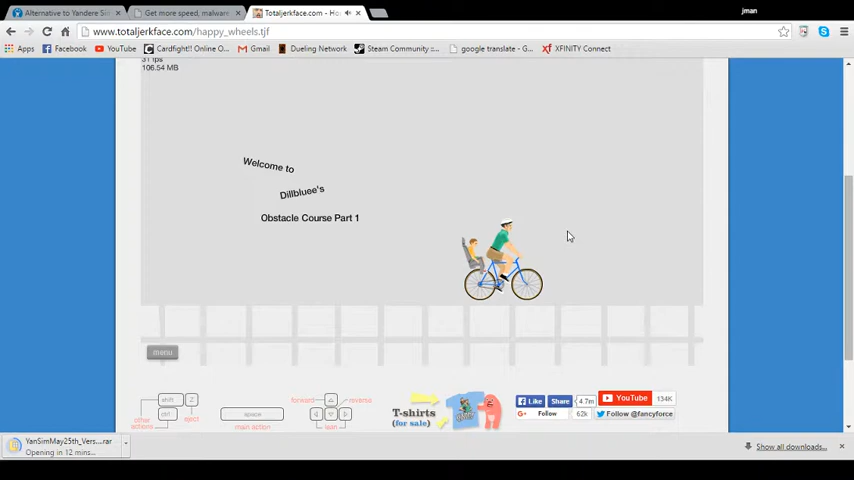 jman
Alternative to Yandere Sim
Get more speed, malware
Totaljerkface.com - Ho
www.totaljerkface.com/happy_wheels.tjf
Apps Facebook YouTube Cardfight!! Online O... Gmail Dueling Network Steam Community :... google translate - G... XFINITY Connect
31 fps
106.54 MB
Welcome to
Dillbluee's
Obstacle Course Part 1
menu
shift Z
ctrl eject
other
actions
space
main action
forward reverse
lean
T-shirts
(for sale)
Like Share 4.7m YouTube 134K
Follow 62k Follow @fancyforce
YanSimMay25th_Vers....rar
Opening in 12 mins...
Show all downloads...